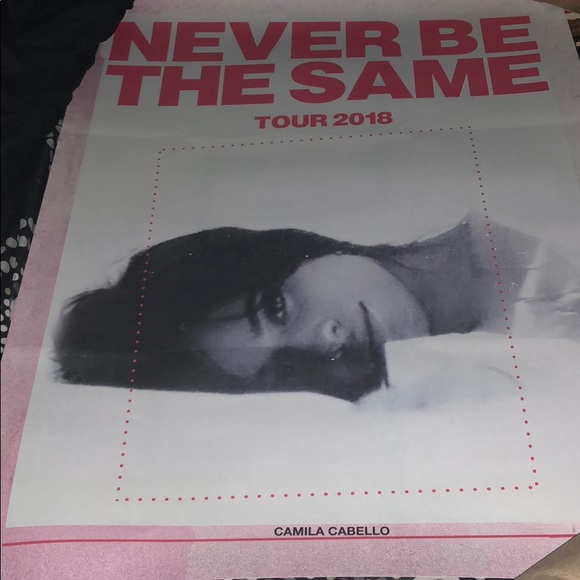 NEVER BE
THE SAME
TOUR 2018
CAMILA CABELLO